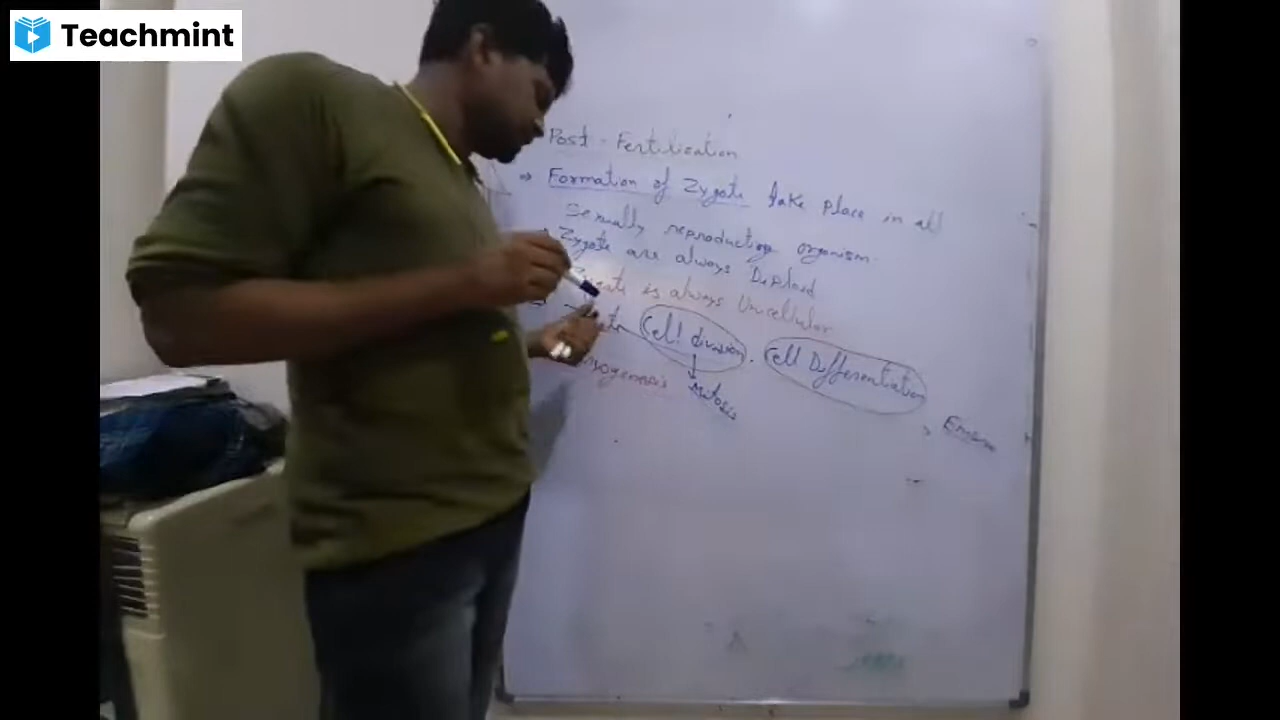 Teachmint
Post - Fertilization
⇒ Formation of Zygote take place in all
Sexually reproducting organism.
Zygote are always Diploid
is always Unicellular
Cell division. Cell Differentiation
Mitosis